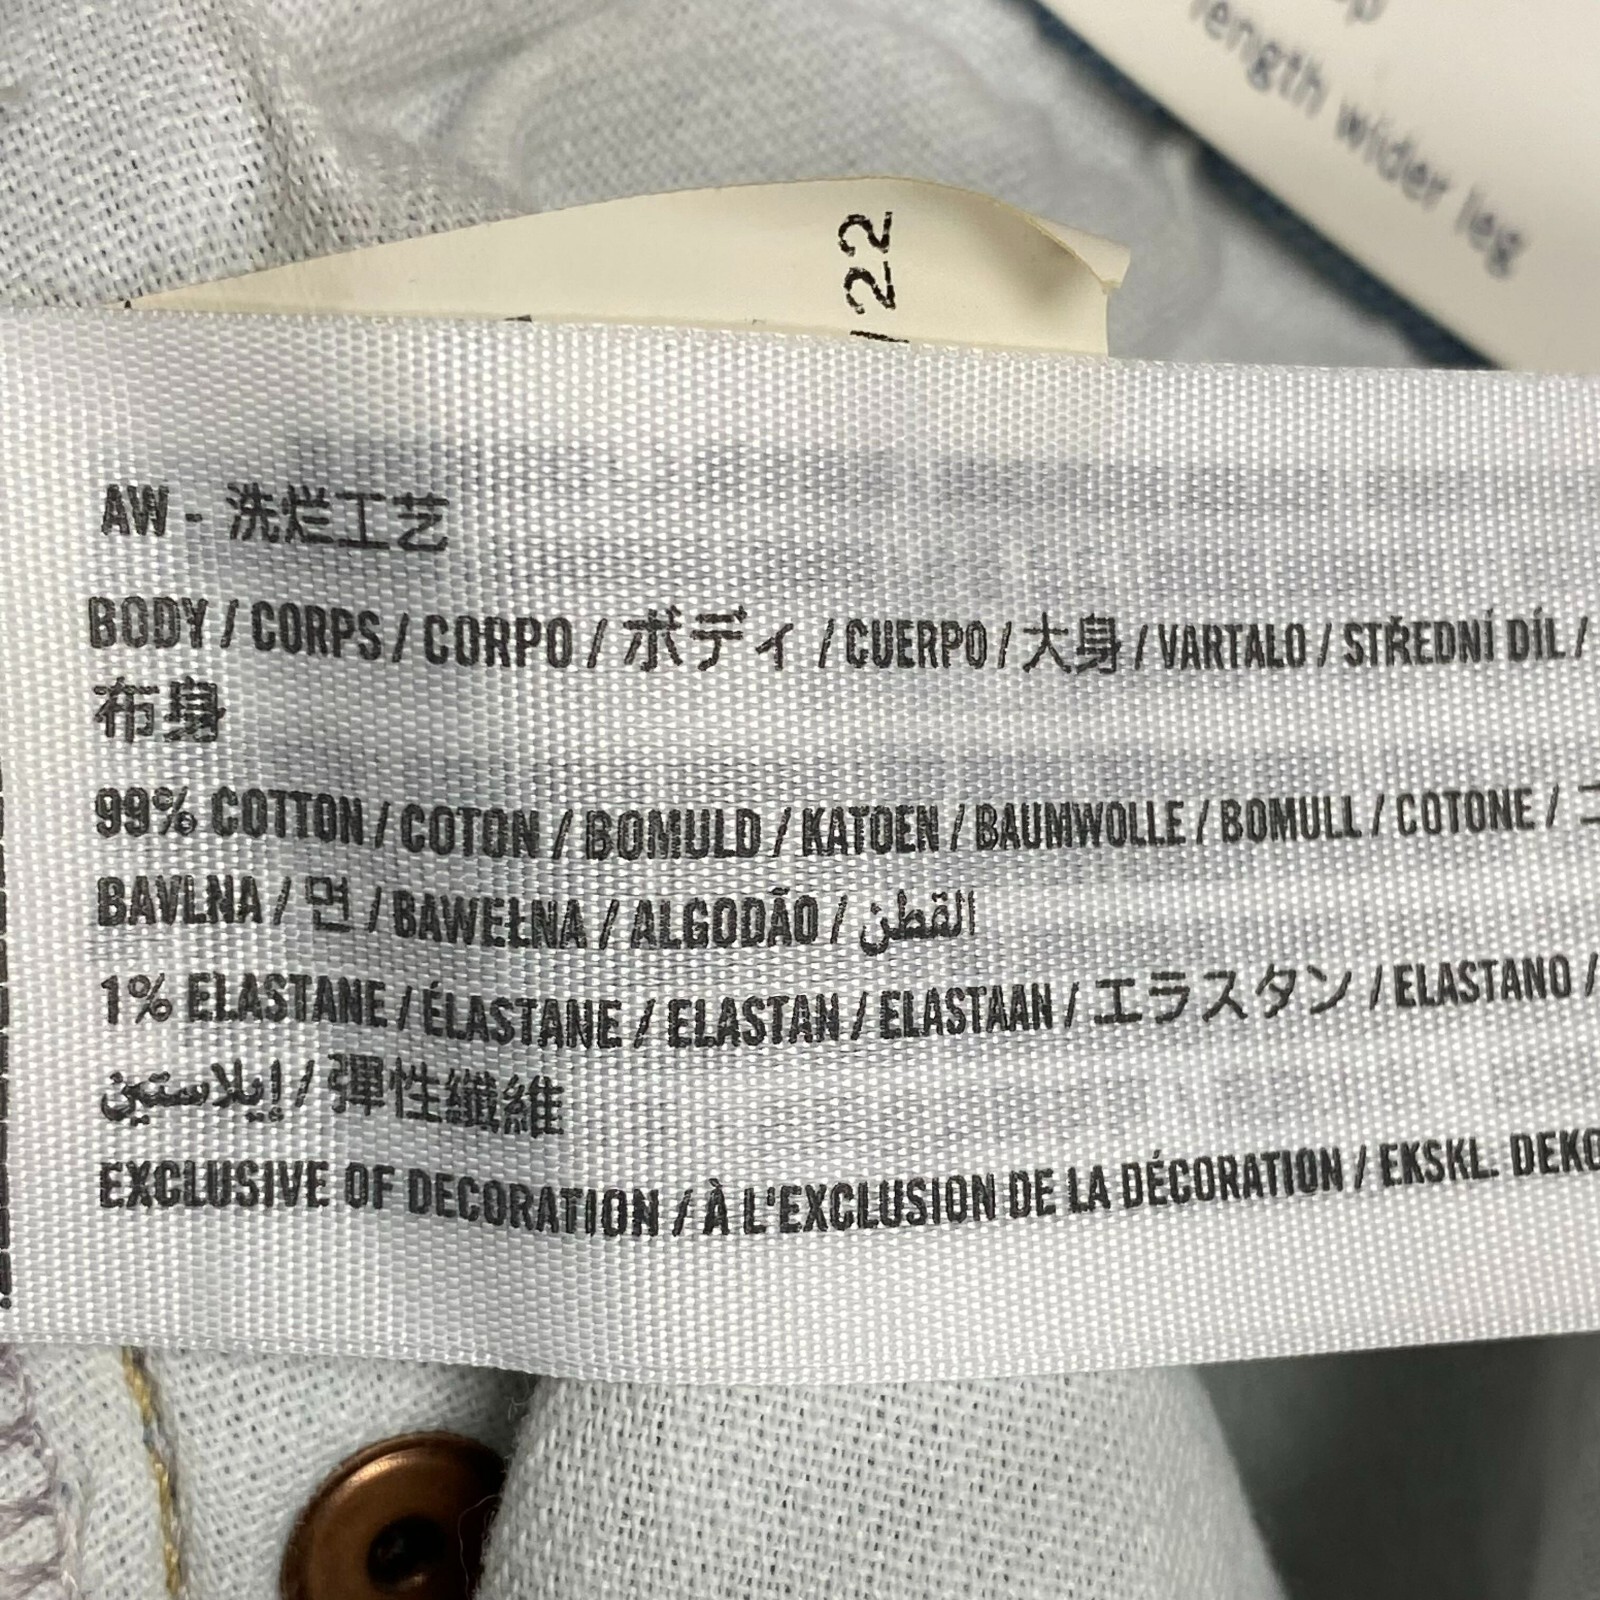 length wider leg
22
AW - 洗烂工艺
BODY / CORPS / CORPO / ボディ / CUERPO / 大身 / VARTALO / STŘEDNÍ DÍL /
布身
99% COTTON / COTON / BOMULD / KATOEN / BAUMWOLLE / BOMULL / COTONE /
BAVLNA / 면 / BAWEŁNA / ALGODÃO / القطن
1% ELASTANE / ÉLASTANE / ELASTAN / ELASTAAN / エラスタン / ELASTANO /
إيلاستين / 彈性纖維
EXCLUSIVE OF DECORATION / À L'EXCLUSION DE LA DÉCORATION / EKSKL. DEKO